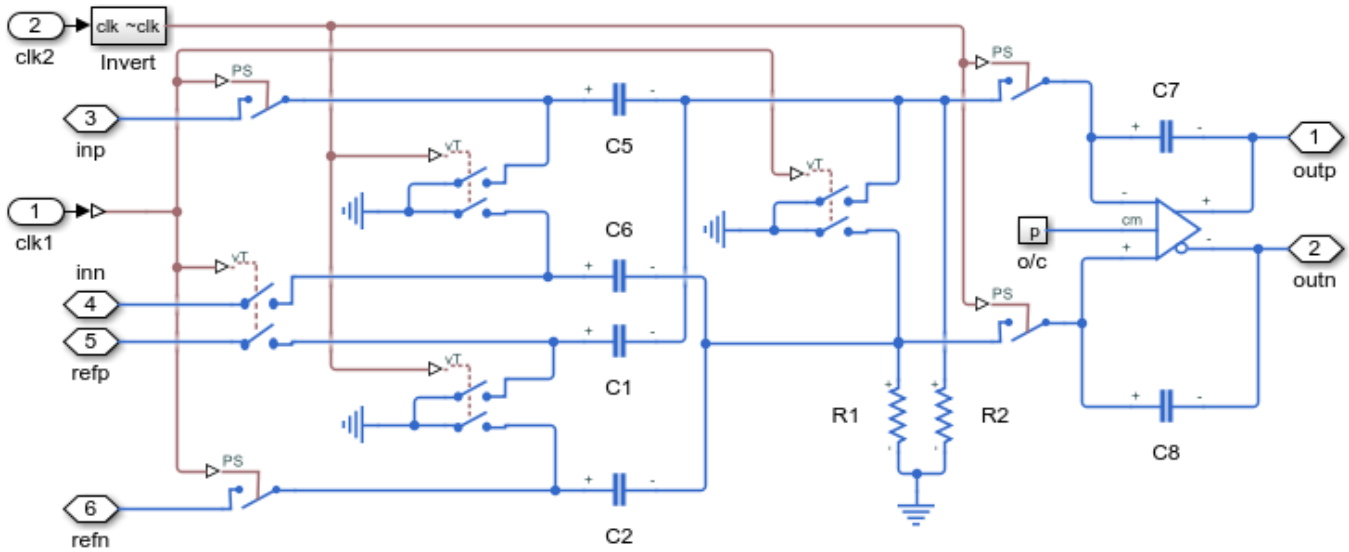 2
clk ~clk
clk2
Invert
PS
PS
3
inp
+
-
C5
C7
+
-
1
outp
vT
vT
1
clk1
C6
-
+
cm
p
o/c
+
-
2
outn
inn
vT
4
+
-
PS
5
refp
+
-
C1
vT
+
+
R1
R2
+
-
-
-
C8
PS
6
refn
+
-
C2